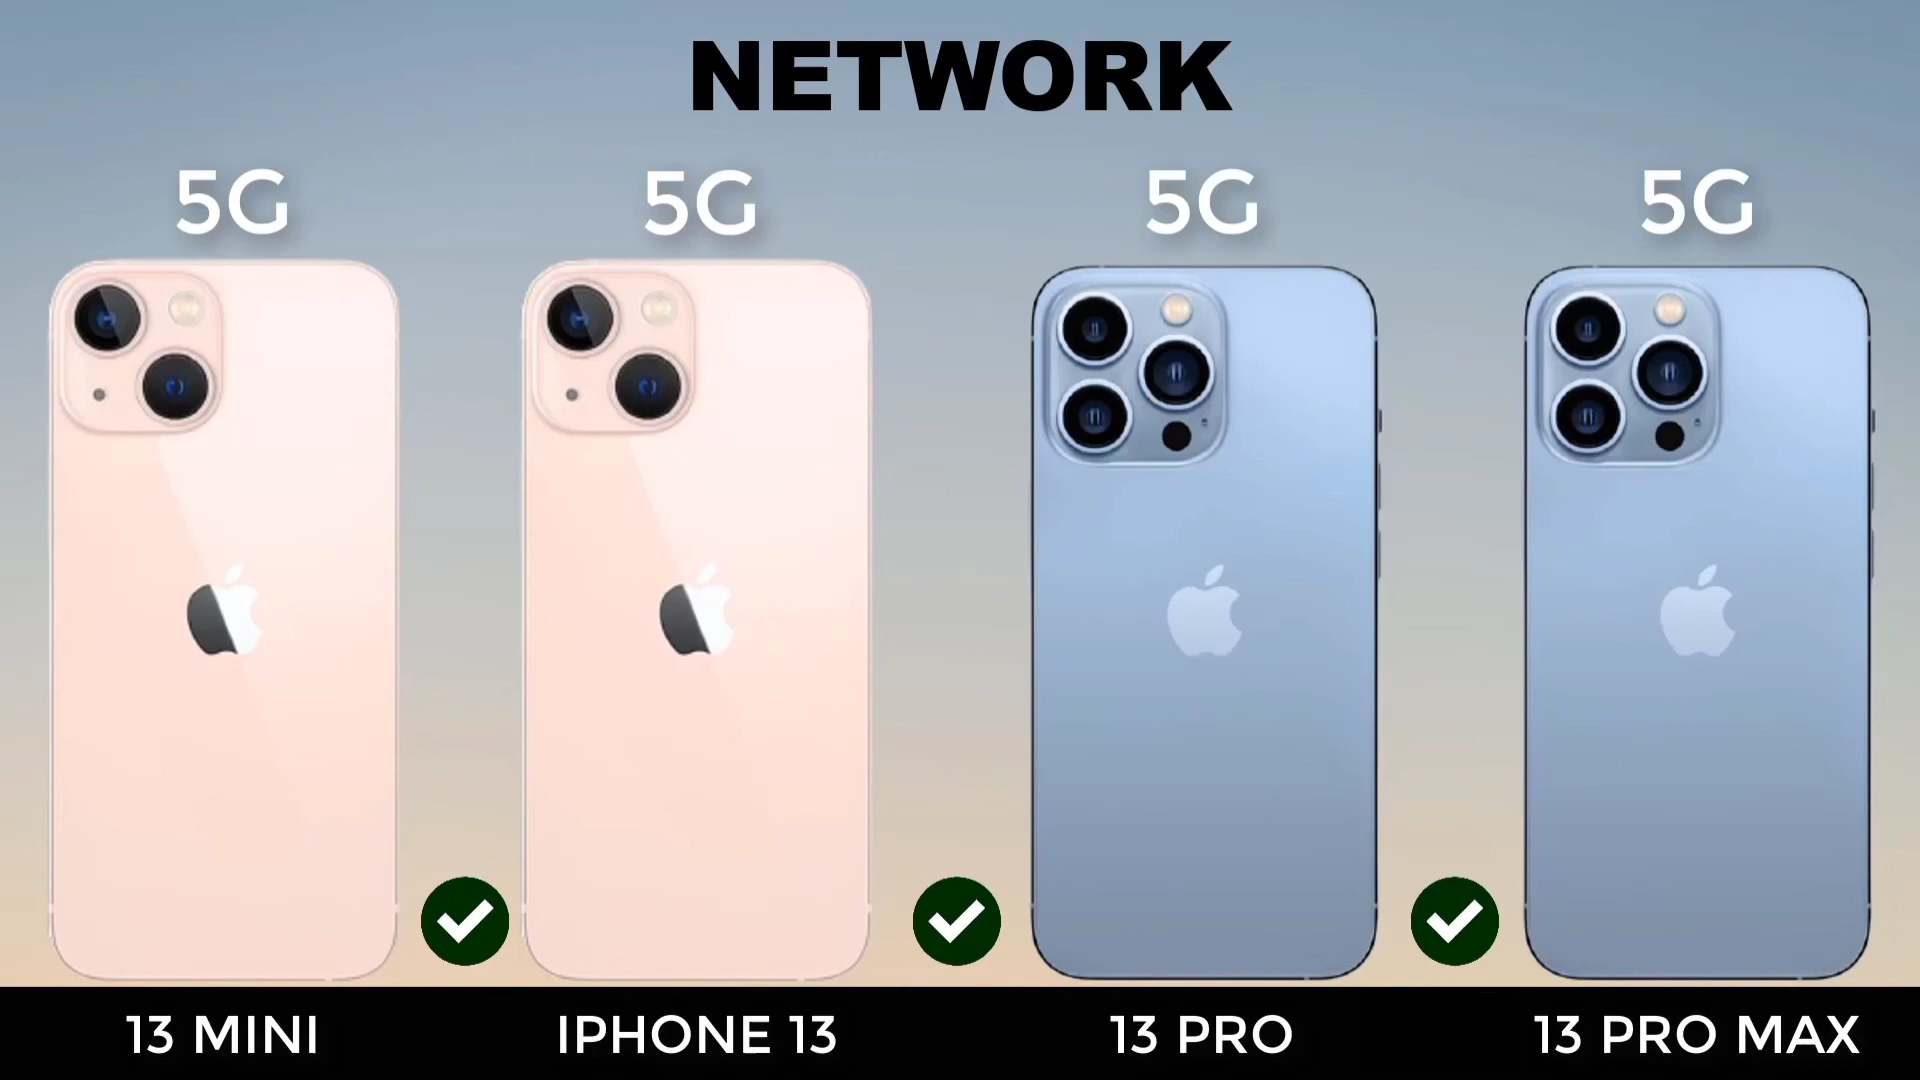 NETWORK
5G
5G
5G
5G
13 MINI
IPHONE 13
13 PRO
13 PRO MAX